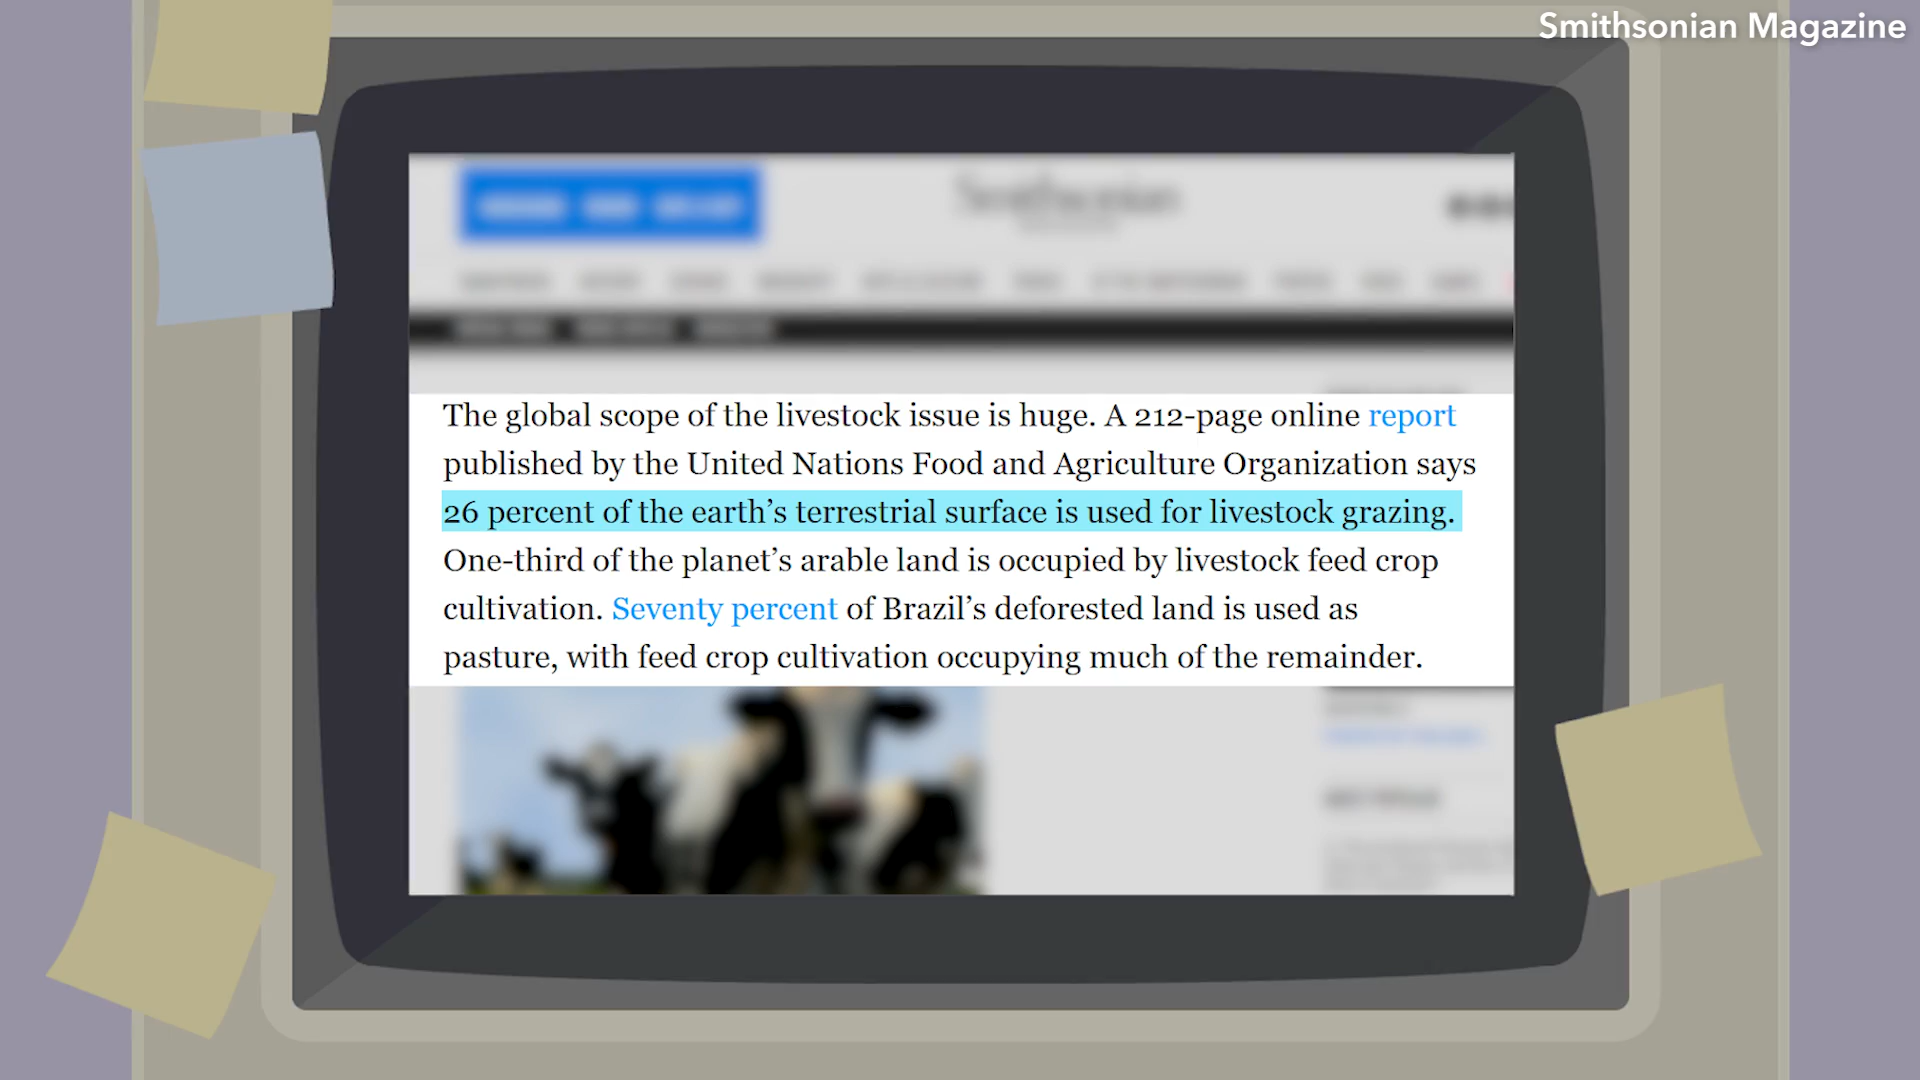 Smithsonian Magazine
Smithsonian
The global scope of the livestock issue is huge. A 212-page online report
published by the United Nations Food and Agriculture Organization says
26 percent of the earth’s terrestrial surface is used for livestock grazing.
One-third of the planet’s arable land is occupied by livestock feed crop
cultivation. Seventy percent of Brazil’s deforested land is used as
pasture, with feed crop cultivation occupying much of the remainder.